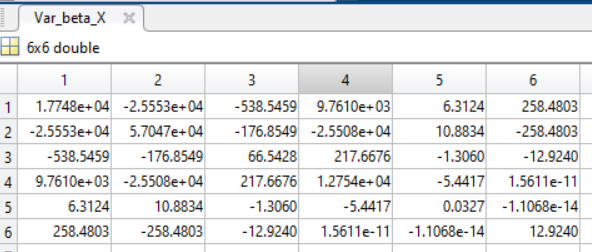 Var_beta_X
6x6 double
1 2 3 4 5 6
1 1.7748e+04 -2.5553e+04 -538.5459 9.7610e+03 6.3124 258.4803
2 -2.5553e+04 5.7047e+04 -176.8549 -2.5508e+04 10.8834 -258.4803
3 -538.5459 -176.8549 66.5428 217.6676 -1.3060 -12.9240
4 9.7610e+03 -2.5508e+04 217.6676 1.2754e+04 -5.4417 1.5611e-11
5 6.3124 10.8834 -1.3060 -5.4417 0.0327 -1.1068e-14
6 258.4803 -258.4803 -12.9240 1.5611e-11 -1.1068e-14 12.9240